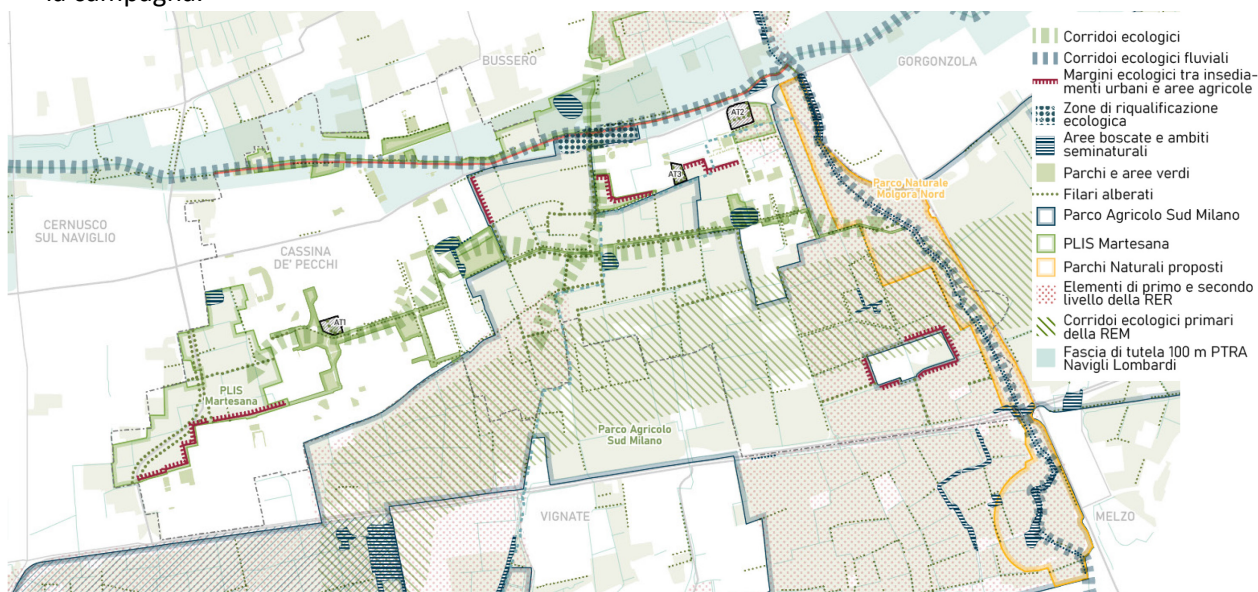 la campagna.
BUSSERO
GORGONZOLA
AT2
AT3
Parco Naturale
Molgora Nord
CERNUSCO
SUL NAVIGLIO
CASSINA
DE' PECCHI
AT1
PLIS
Martesana
Parco Agricolo
Sud Milano
VIGNATE
MELZO
Corridoi ecologici
Corridoi ecologici fluviali
Margini ecologici tra insedia-
menti urbani e aree agricole
Zone di riqualificazione
ecologica
Aree boscate e ambiti
seminaturali
Parchi e aree verdi
Filari alberati
Parco Agricolo Sud Milano
PLIS Martesana
Parchi Naturali proposti
Elementi di primo e secondo
livello della RER
Corridoi ecologici primari
della REM
Fascia di tutela 100 m PTRA
Navigli Lombardi